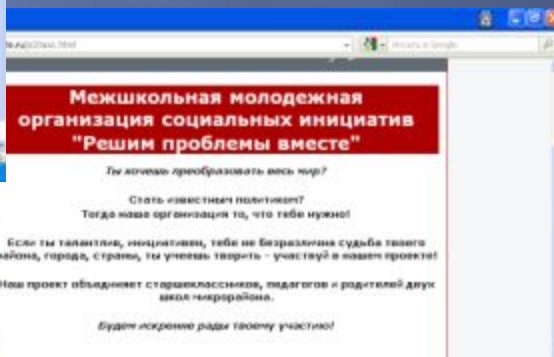 Искать в Google
Межшкольная молодежная
организация социальных инициатив
"Решим проблемы вместе"
Ты хочешь преобразовать весь мир?
Стать известным политиком?
Тогда наша организация то, что тебе нужно!
Если ты талантлив, инициативен, тебе не безразлична судьба твоего
района, города, страны, ты умеешь творить - участвуй в нашем проекте!
Наш проект объединяет старшеклассников, педагогов и родителей двух
школ микрорайона.
Будем искренне рады твоему участию!